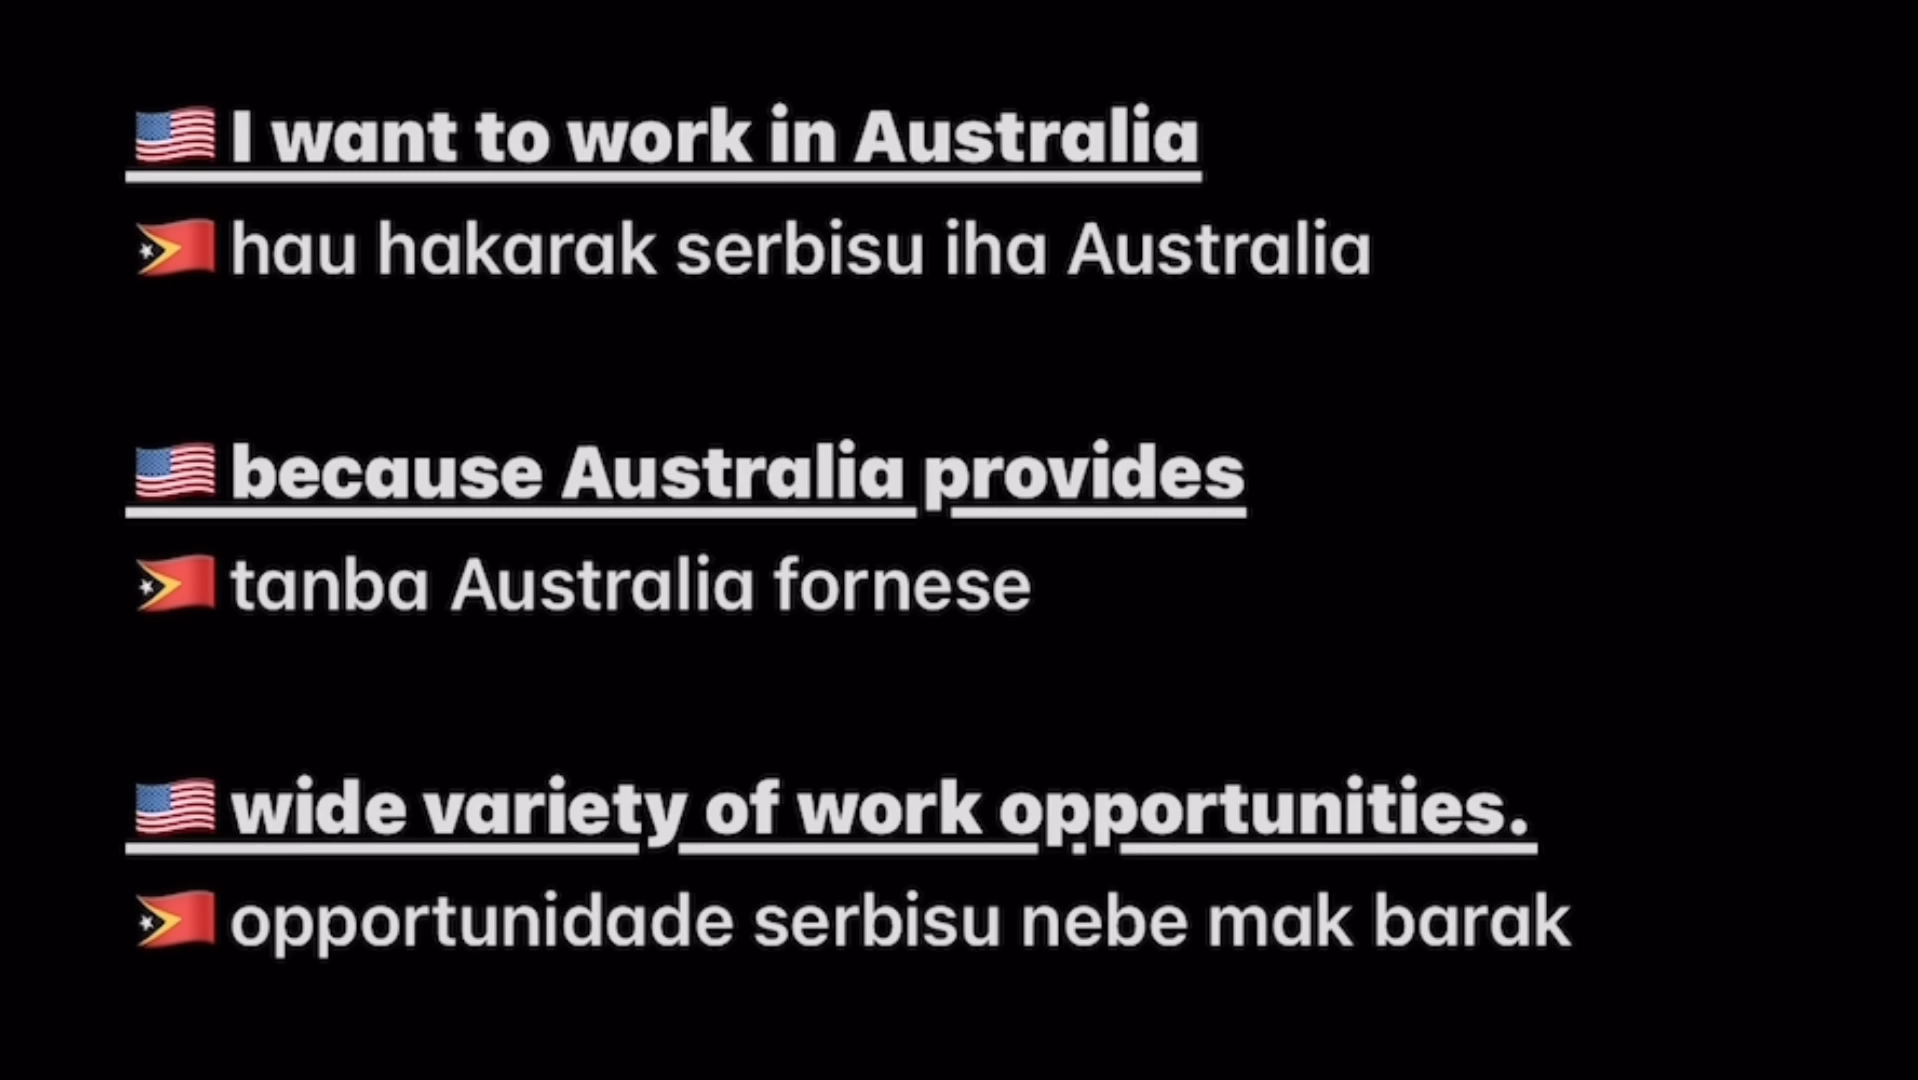 🇺🇸 I want to work in Australia
🇹🇱 hau hakarak serbisu iha Australia
🇺🇸 because Australia provides
🇹🇱 tanba Australia fornese
🇺🇸 wide variety of work opportunities.
🇹🇱 opportunidade serbisu nebe mak barak